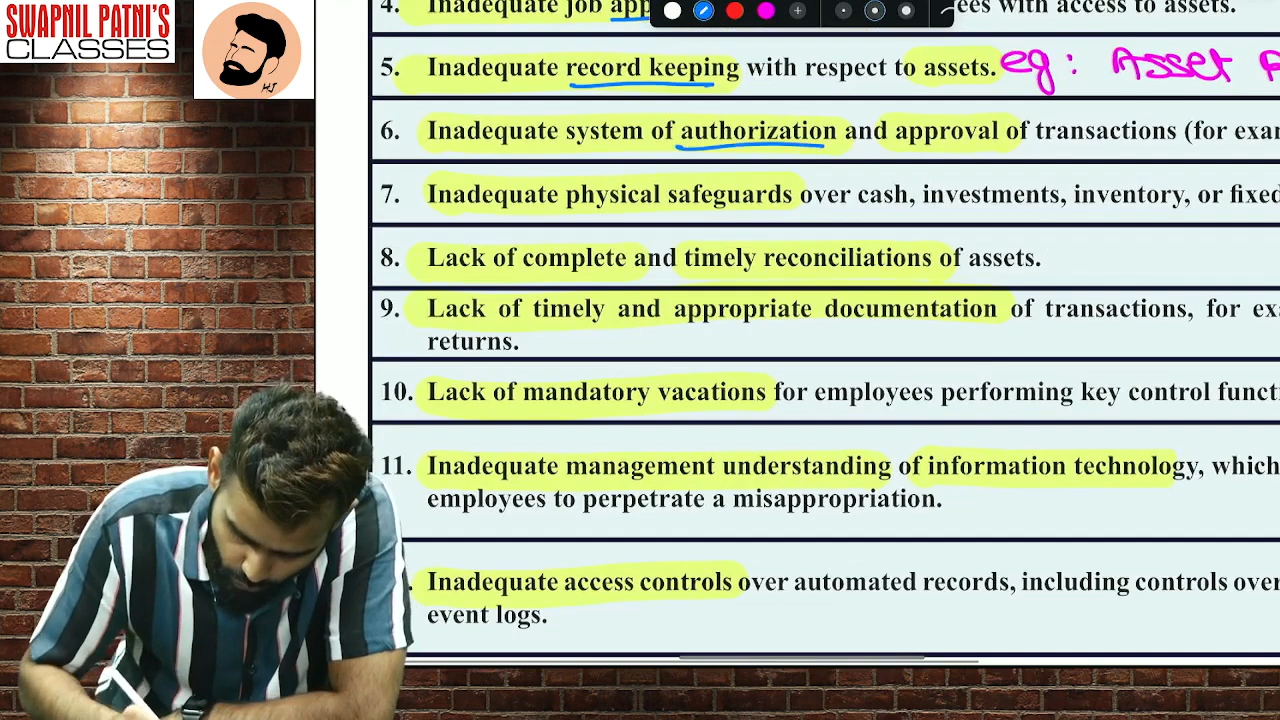 SWAPNIL PATNI'S
CLASSES
4. Inadequate job ees with access to assets.
5. Inadequate record keeping with respect to assets. eg: Asset
6. Inadequate system of authorization and approval of transactions (for
7. Inadequate physical safeguards over cash, investments, inventory, or fixed
8. Lack of complete and timely reconciliations of assets.
9. Lack of timely and appropriate documentation of transactions, for
returns.
10. Lack of mandatory vacations for employees performing key control
11. Inadequate management understanding of information technology, which
employees to perpetrate a misappropriation.
. Inadequate access controls over automated records, including controls over
event logs.